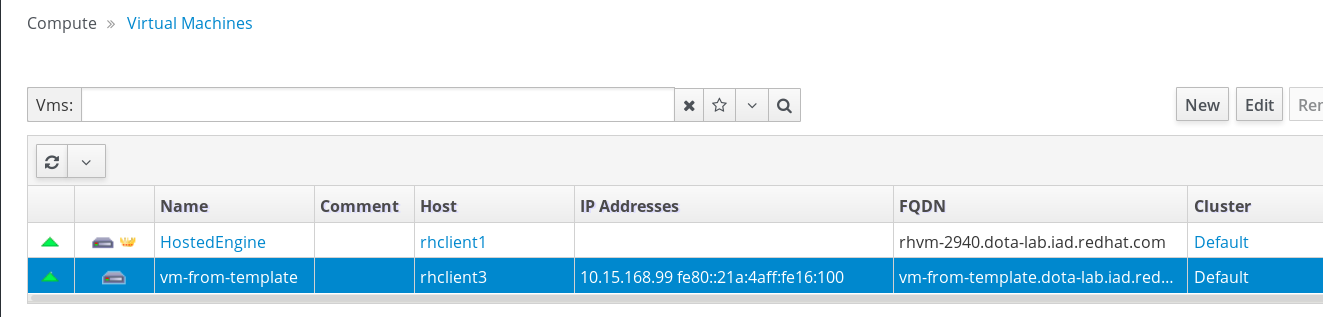 Compute » Virtual Machines
Vms:
New Edit Rer
Name Comment Host IP Addresses FQDN Cluster
HostedEngine rhclient1 rhvm-2940.dota-lab.iad.redhat.com Default
vm-from-template rhclient3 10.15.168.99 fe80::21a:4aff:fe16:100 vm-from-template.dota-lab.iad.red... Default